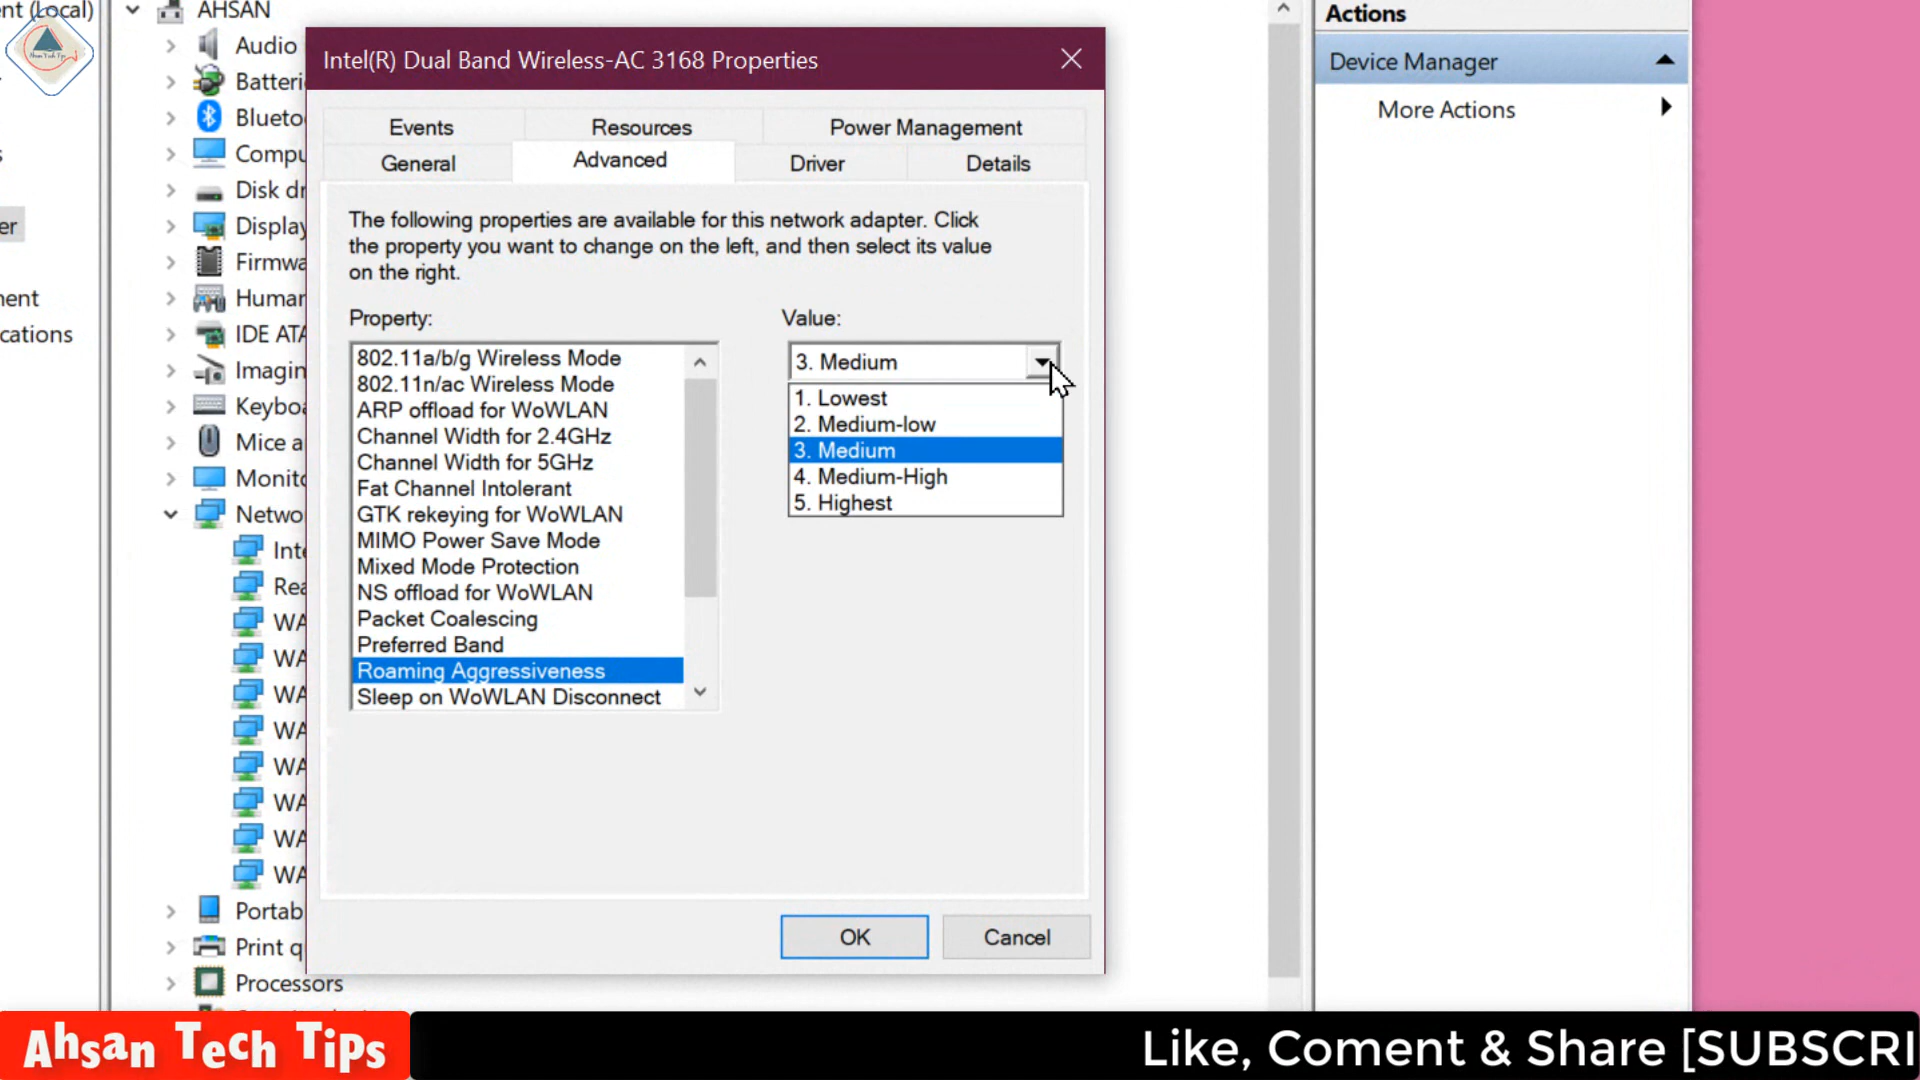 ent (Local)
er
nent
cations
AHSAN
Audio
Batteri
Blueto
Compu
Disk dr
Display
Firmwa
Human
IDE ATA
Imagin
Keyboa
Mice a
Monito
Netwo
Inte
Rea
WA
WA
WA
WA
WA
WA
WA
WA
Portab
Print q
Processors
Intel(R) Dual Band Wireless-AC 3168 Properties
Events
Resources
Power Management
General
Advanced
Driver
Details
The following properties are available for this network adapter. Click
the property you want to change on the left, and then select its value
on the right.
Property:
802.11a/b/g Wireless Mode
802.11n/ac Wireless Mode
ARP offload for WoWLAN
Channel Width for 2.4GHz
Channel Width for 5GHz
Fat Channel Intolerant
GTK rekeying for WoWLAN
MIMO Power Save Mode
Mixed Mode Protection
NS offload for WoWLAN
Packet Coalescing
Preferred Band
Roaming Aggressiveness
Sleep on WoWLAN Disconnect
Value:
3. Medium
1. Lowest
2. Medium-low
3. Medium
4. Medium-High
5. Highest
OK
Cancel
Actions
Device Manager
More Actions
Ahsan Tech Tips
Ahsan Tech Tips
Like, Coment & Share [SUBSCRI